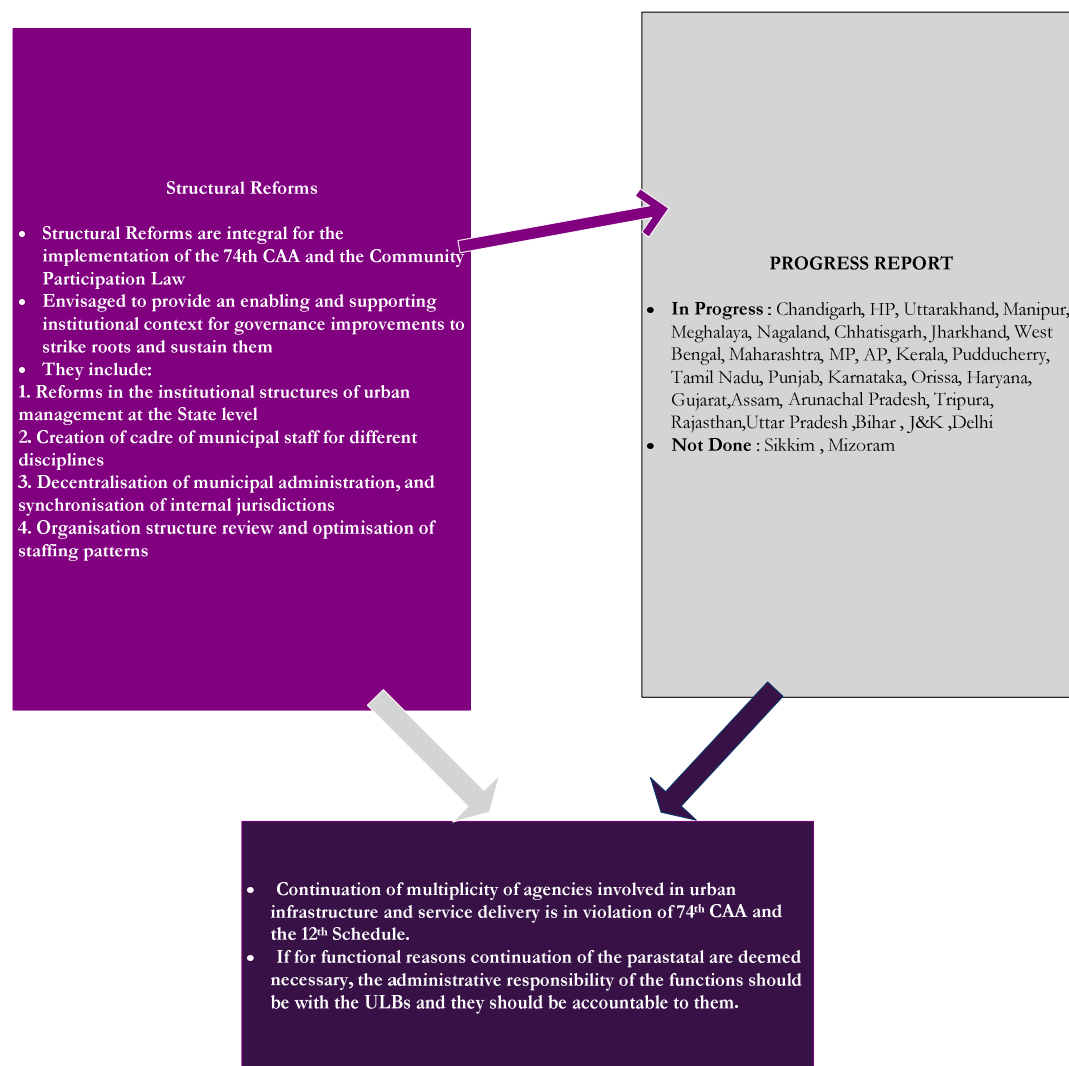 Structural Reforms
• Structural Reforms are integral for the
implementation of the 74th CAA and the Community
Participation Law
• Envisaged to provide an enabling and supporting
institutional context for governance improvements to
strike roots and sustain them
• They include:
1. Reforms in the institutional structures of urban
management at the State level
2. Creation of cadre of municipal staff for different
disciplines
3. Decentralisation of municipal administration, and
synchronisation of internal jurisdictions
4. Organisation structure review and optimisation of
staffing patterns
PROGRESS REPORT
• In Progress : Chandigarh, HP, Uttarakhand, Manipur,
Meghalaya, Nagaland, Chhatisgarh, Jharkhand, West
Bengal, Maharashtra, MP, AP, Kerala, Pudducherry,
Tamil Nadu, Punjab, Karnataka, Orissa, Haryana,
Gujarat,Assam, Arunachal Pradesh, Tripura,
Rajasthan,Uttar Pradesh ,Bihar , J&K ,Delhi
• Not Done : Sikkim , Mizoram
• Continuation of multiplicity of agencies involved in urban
infrastructure and service delivery is in violation of 74th CAA and
the 12th Schedule.
• If for functional reasons continuation of the parastatal are deemed
necessary, the administrative responsibility of the functions should
be with the ULBs and they should be accountable to them.